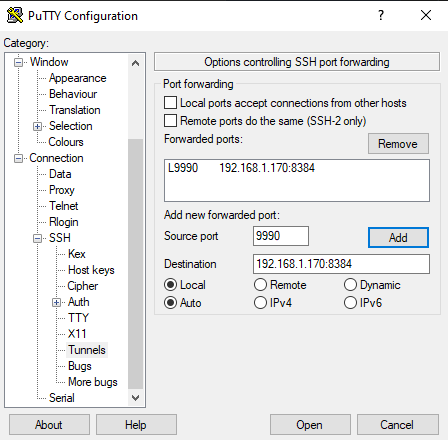 PuTTY Configuration
?
Category:
Window
Appearance
Behaviour
Translation
Selection
Colours
Connection
Data
Proxy
Telnet
Rlogin
SSH
Kex
Host keys
Cipher
Auth
TTY
X11
Tunnels
Bugs
More bugs
Serial
Options controlling SSH port forwarding
Port forwarding
Local ports accept connections from other hosts
Remote ports do the same (SSH-2 only)
Forwarded ports:
Remove
L9990 192.168.1.170:8384
Add new forwarded port:
Source port 9990 Add
Destination 192.168.1.170:8384
Local Remote Dynamic
Auto IPv4 IPv6
About Help Open Cancel